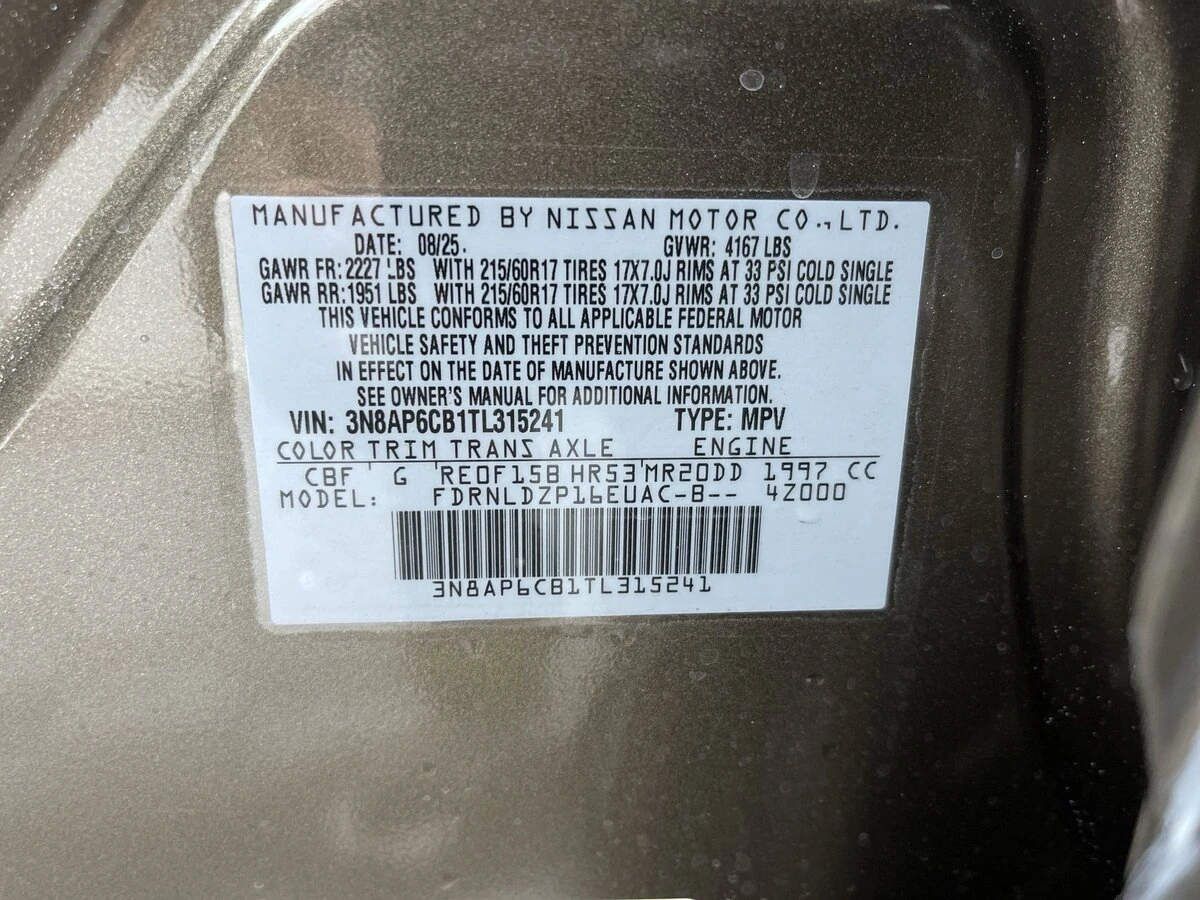 MANUFACTURED BY NISSAN MOTOR CO., LTD.
DATE: 08/25. GVWR: 4167 LBS
GAWR FR:2227 LBS WITH 215/60R17 TIRES 17X7.0J RIMS AT 33 PSI COLD SINGLE
GAWR RR:1951 LBS WITH 215/60R17 TIRES 17X7.0J RIMS AT 33 PSI COLD SINGLE
THIS VEHICLE CONFORMS TO ALL APPLICABLE FEDERAL MOTOR
VEHICLE SAFETY AND THEFT PREVENTION STANDARDS
IN EFFECT ON THE DATE OF MANUFACTURE SHOWN ABOVE.
SEE OWNER'S MANUAL FOR ADDITIONAL INFORMATION.
VIN: 3N8AP6CB1TL315241 TYPE: MPV
COLOR TRIM TRANS AXLE ENGINE
CBF G RE0F15B HR53 MR20DD 1997 CC
MODEL: FDRNLDZP16EUAC-B-- 4Z000
3N8AP6CB1TL315241